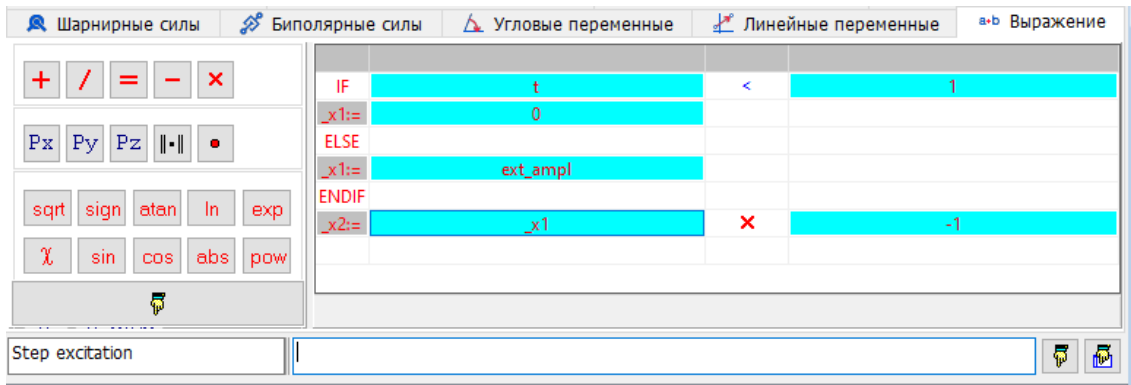 Шарнирные силы Биполярные силы Угловые переменные Линейные переменные a+b Выражение
+ / = − ×
Px Py Pz ‖•‖ •
sqrt sign atan ln exp
χ sin cos abs pow
IF t < 1
_x1:= 0
ELSE
_x1:= ext_ampl
ENDIF
_x2:= _x1 × -1
Step excitation